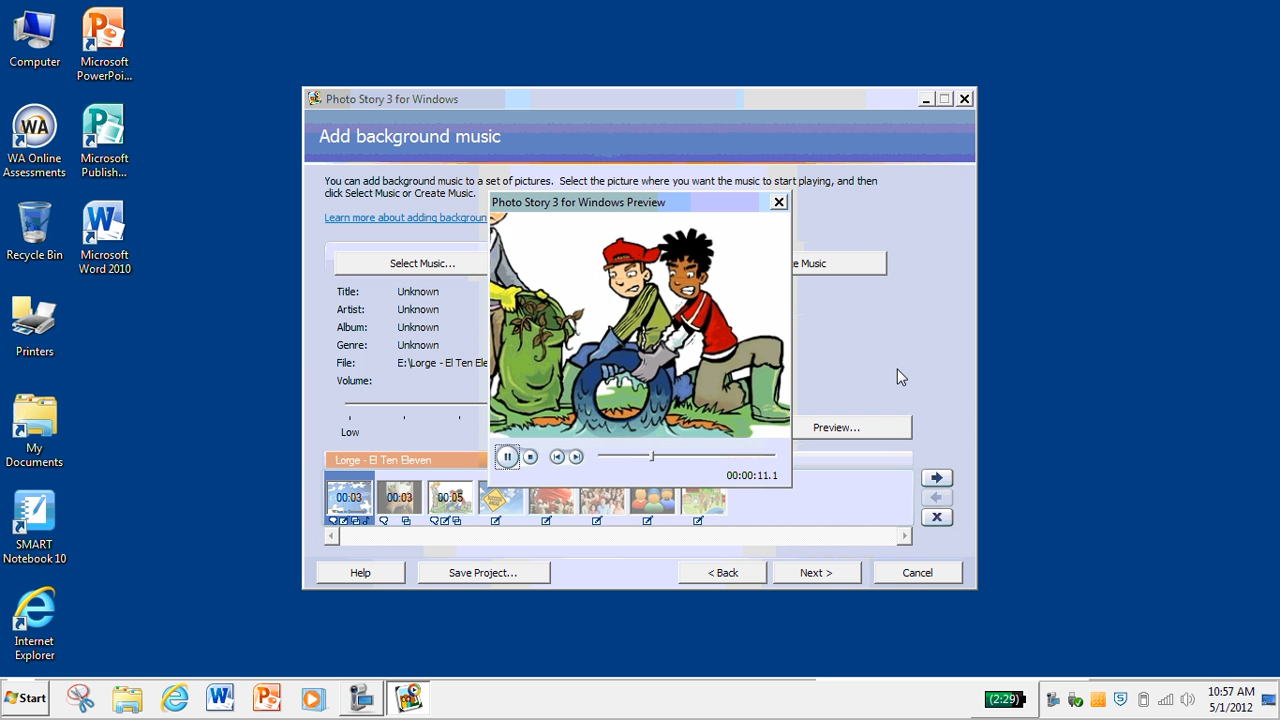 Computer
Microsoft
PowerPoi...
WA Online
Assessments
Microsoft
Publish...
Recycle Bin
Microsoft
Word 2010
Printers
My
Documents
SMART
Notebook 10
Internet
Explorer
Photo Story 3 for Windows
Add background music
You can add background music to a set of pictures. Select the picture where you want the music to start playing, and then
click Select Music or Create Music.
Learn more about adding backgroun
Select Music...
e Music
Title: Unknown
Artist: Unknown
Album: Unknown
Genre: Unknown
File: E:\Lorge - El Ten Ele
Volume:
Low
Preview...
Photo Story 3 for Windows Preview
00:00:11.1
Lorge - El Ten Eleven
00:03 00:03 00:05
Help
Save Project...
< Back
Next >
Cancel
Start
(2:29)
10:57 AM
5/1/2012